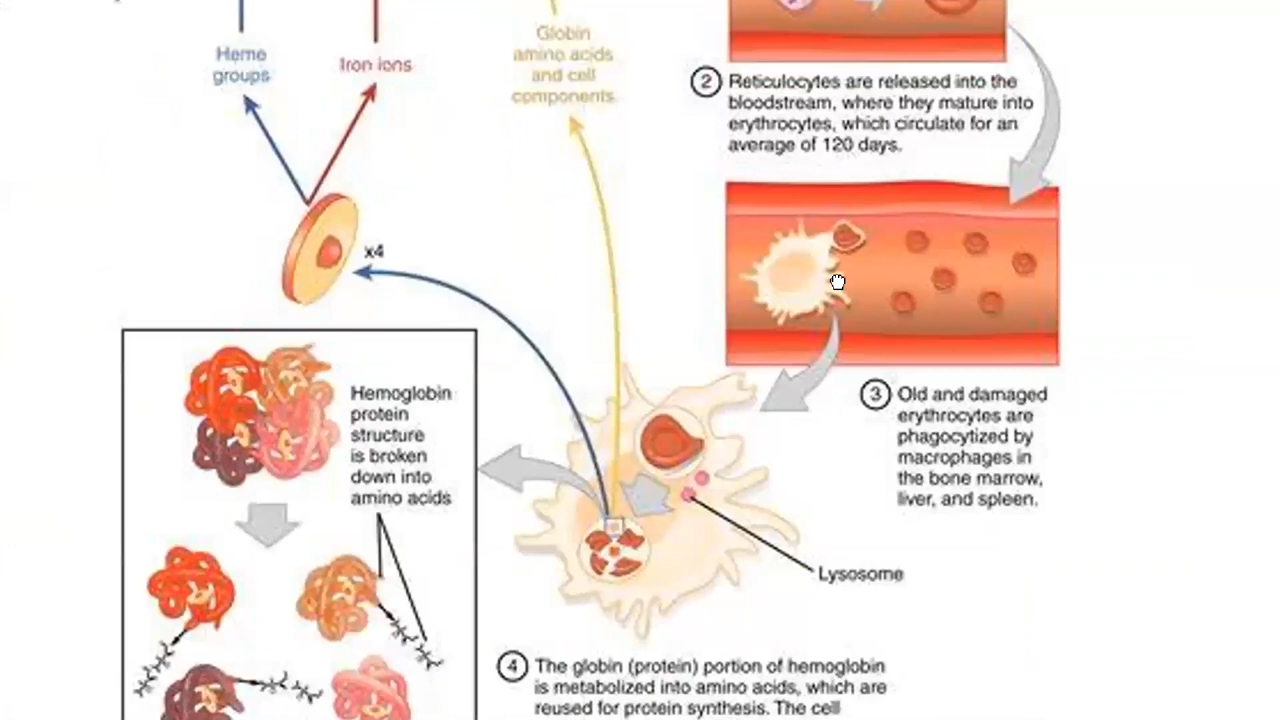 Heme
groups
Iron ions
Globin
amino acids
and cell
components
2 Reticulocytes are released into the
bloodstream, where they mature into
erythrocytes, which circulate for an
average of 120 days.
x4
Hemoglobin
protein
structure
is broken
down into
amino acids
3 Old and damaged
erythrocytes are
phagocytized by
macrophages in
the bone marrow,
liver, and spleen.
Lysosome
4 The globin (protein) portion of hemoglobin
is metabolized into amino acids, which are
reused for protein synthesis. The cell